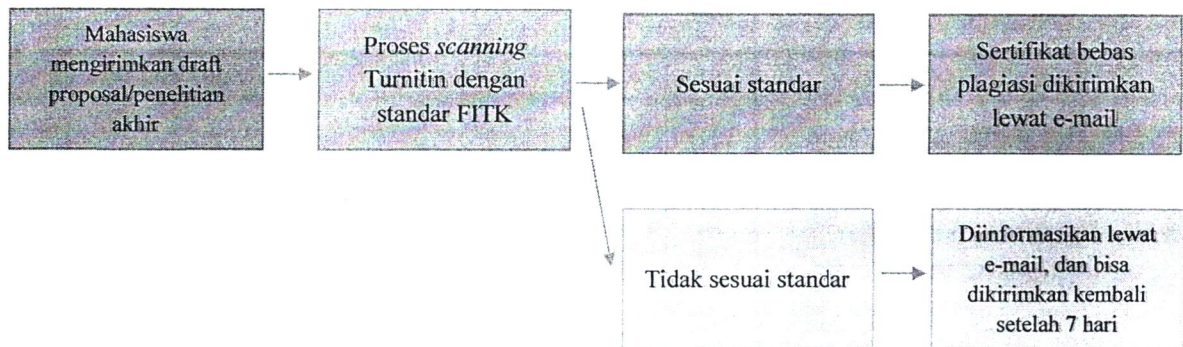 Mahasiswa
mengirimkan draft
proposal/penelitian
akhir
Proses scanning
Turnitin dengan
standar FITK
Sesuai standar
Sertifikat bebas
plagiasi dikirimkan
lewat e-mail
Tidak sesuai standar
Diinformasikan lewat
e-mail, dan bisa
dikirimkan kembali
setelah 7 hari